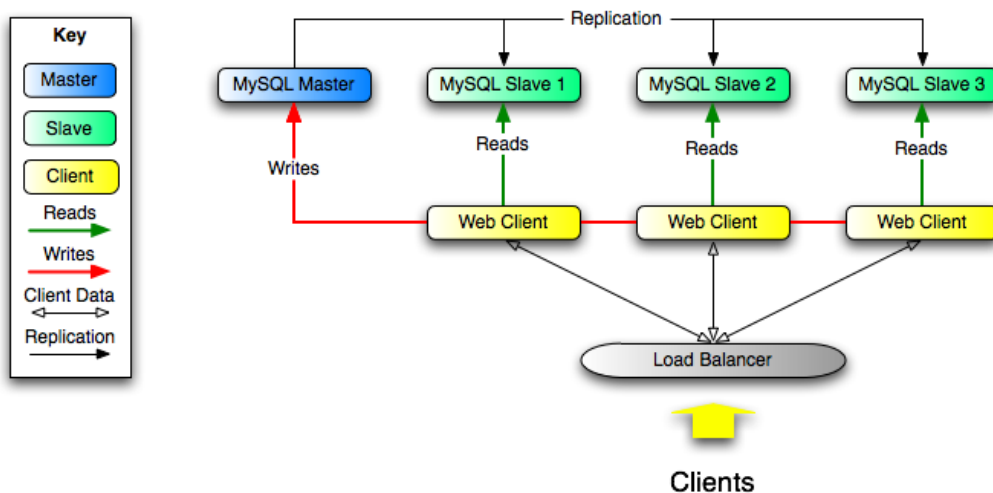 Key
Master
Slave
Client
Reads
Writes
Client Data
Replication
Replication
MySQL Master
MySQL Slave 1
MySQL Slave 2
MySQL Slave 3
Writes
Reads
Reads
Reads
Web Client
Web Client
Web Client
Load Balancer
Clients